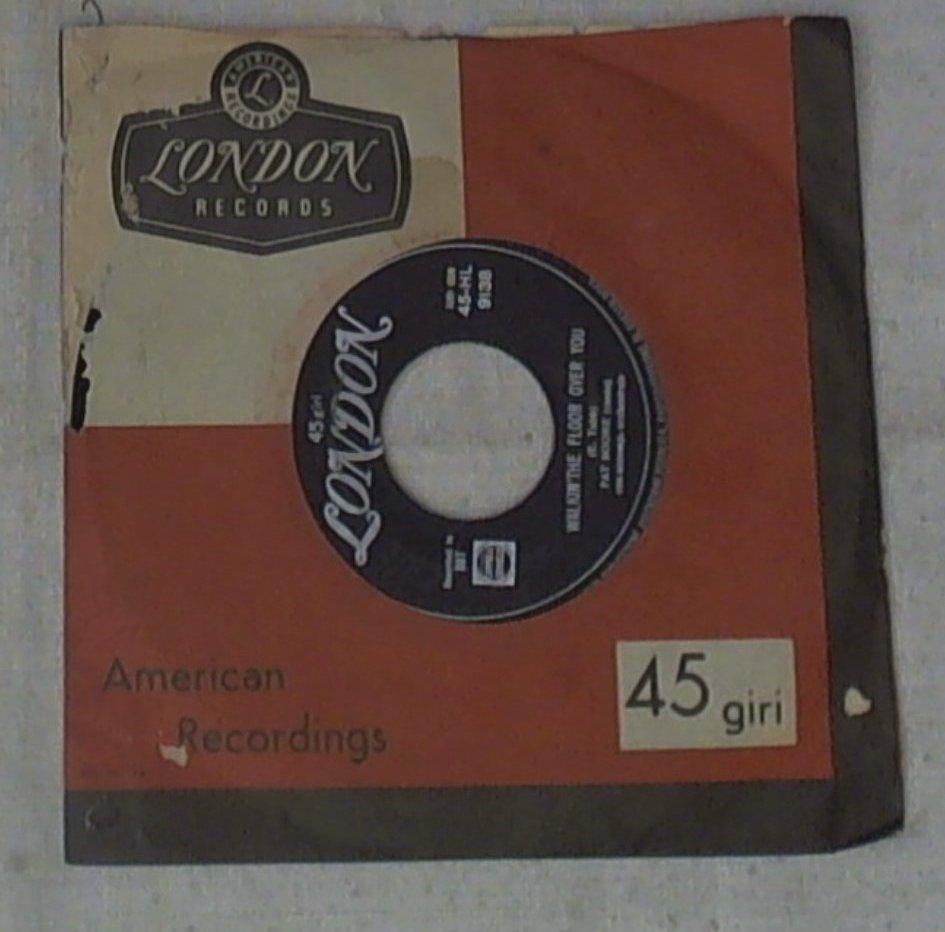 AMERICAN
L
RECORDINGS
LONDON
RECORDS
45 giri
LONDON
45-HL
9138
WALKIN' THE FLOOR OVER YOU
(E. Tubb)
PAT BOONE
American
Recordings
45 giri